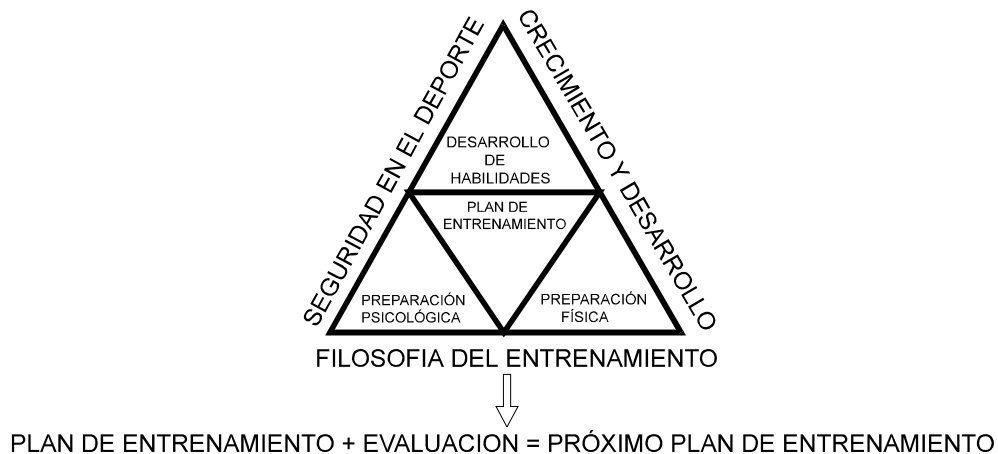 SEGURIDAD EN EL DEPORTE
CRECIMIENTO Y DESARROLLO
DESARROLLO
DE
HABILIDADES
PLAN DE
ENTRENAMIENTO
PREPARACIÓN
PSICOLÓGICA
PREPARACIÓN
FÍSICA
FILOSOFIA DEL ENTRENAMIENTO
PLAN DE ENTRENAMIENTO + EVALUACION = PRÓXIMO PLAN DE ENTRENAMIENTO